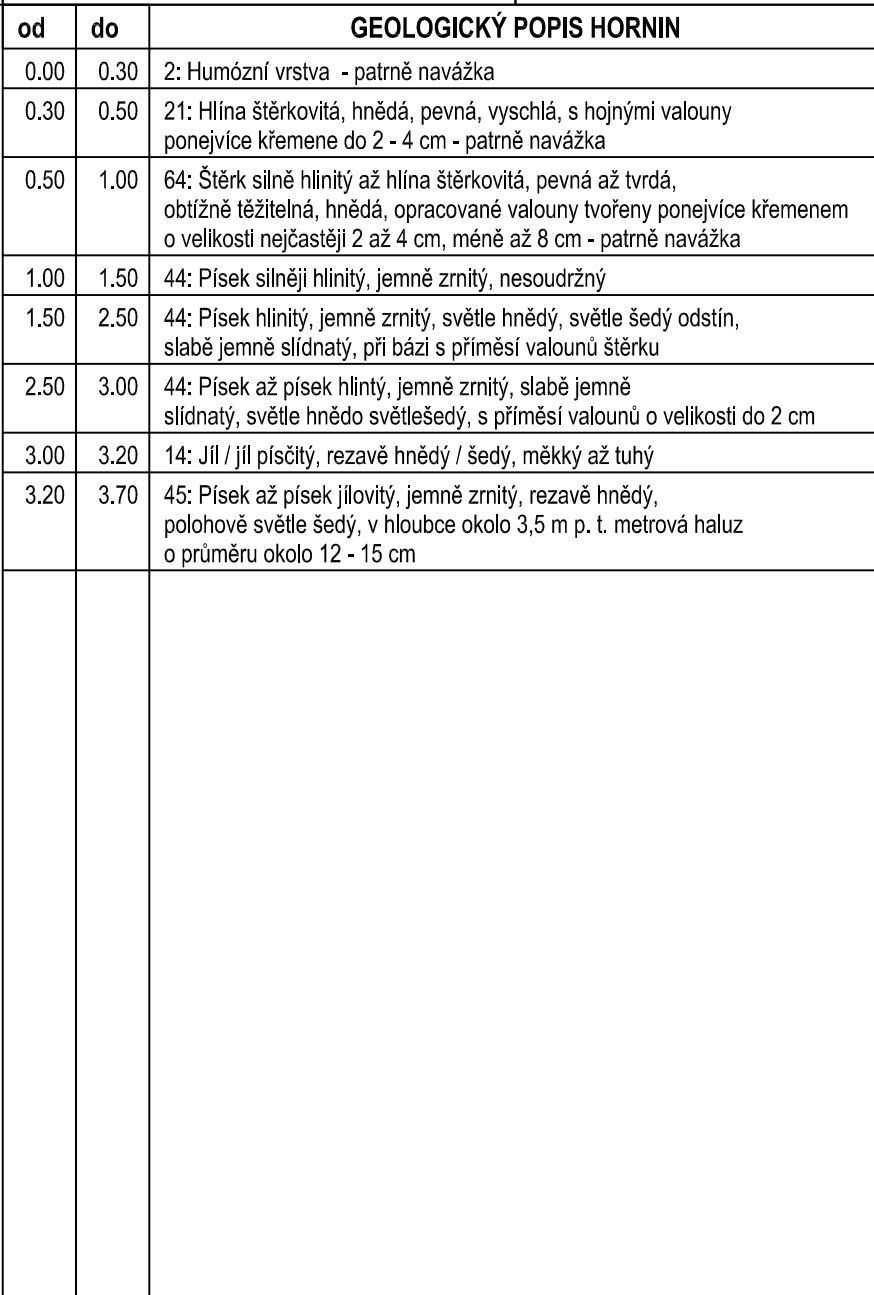 od do GEOLOGICKÝ POPIS HORNIN
0.00 0.30 2: Humózní vrstva - patrně navážka
0.30 0.50 21: Hlína štěrkovitá, hnědá, pevná, vyschlá, s hojnými valouny
ponejvíce křemene do 2 - 4 cm - patrně navážka
0.50 1.00 64: Štěrk silně hlinitý až hlína štěrkovitá, pevná až tvrdá,
obtížně těžitelná, hnědá, opracované valouny tvořeny ponejvíce křemenem
o velikosti nejčastěji 2 až 4 cm, méně až 8 cm - patrně navážka
1.00 1.50 44: Písek silněji hlinitý, jemně zrnitý, nesoudržný
1.50 2.50 44: Písek hlinitý, jemně zrnitý, světle hnědý, světle šedý odstín,
slabě jemně slídnatý, při bázi s příměsí valounů štěrku
2.50 3.00 44: Písek až písek hlintý, jemně zrnitý, slabě jemně
slídnatý, světle hnědo světlešedý, s příměsí valounů o velikosti do 2 cm
3.00 3.20 14: Jíl / jíl písčitý, rezavě hnědý / šedý, měkký až tuhý
3.20 3.70 45: Písek až písek jílovitý, jemně zrnitý, rezavě hnědý,
polohově světle šedý, v hloubce okolo 3,5 m p. t. metrová haluz
o průměru okolo 12 - 15 cm